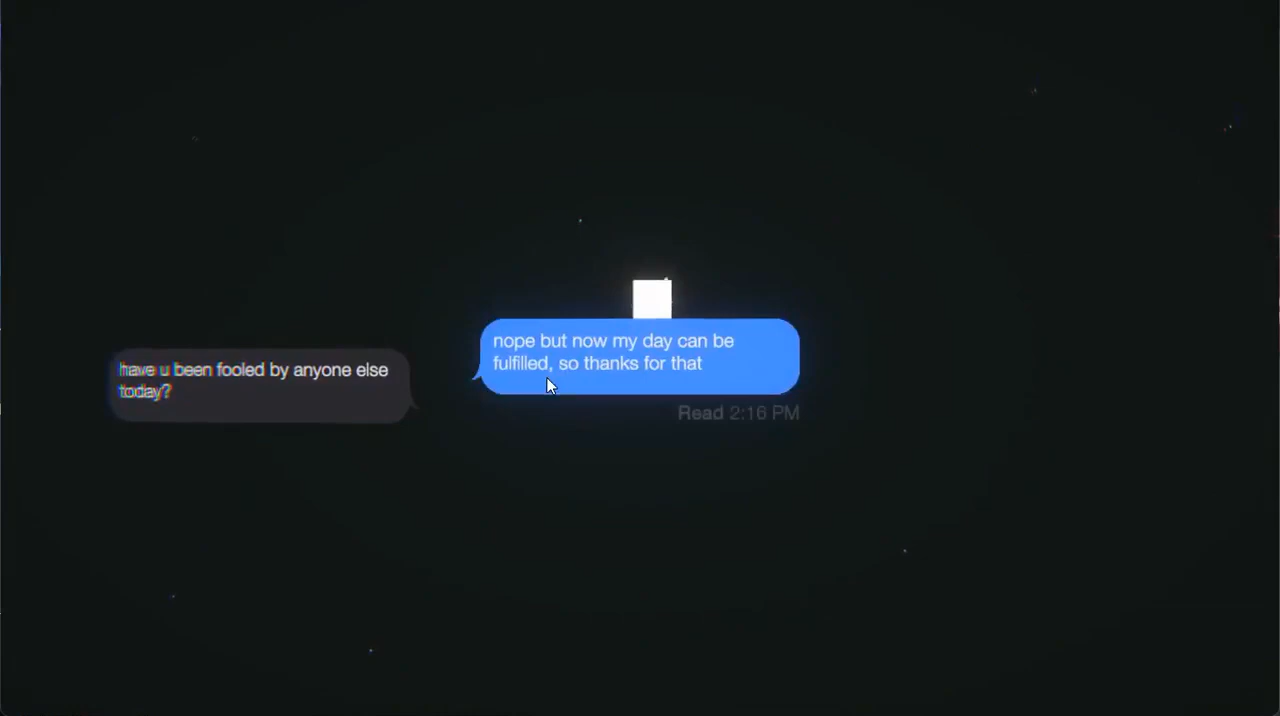 have u been fooled by anyone else
today?
nope but now my day can be
fulfilled, so thanks for that
Read 2:16 PM